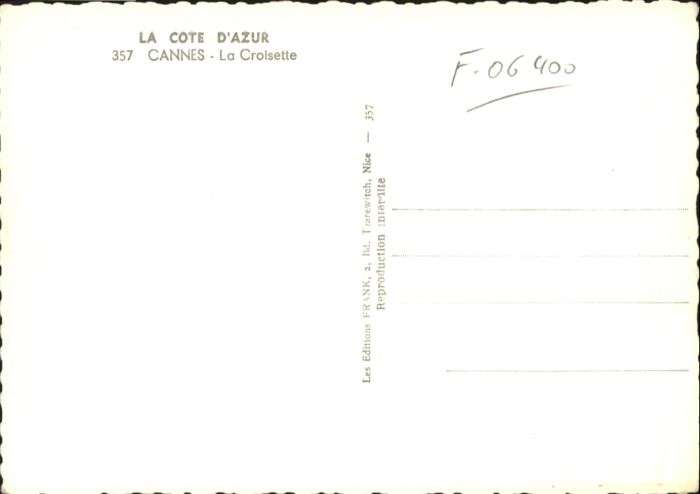 LA COTE D'AZUR
357 CANNES - La Croisette
F-06400
Les Editions FRANK, 2, Bd. Tzarewitch, Nice — 357
Reproduction interdite